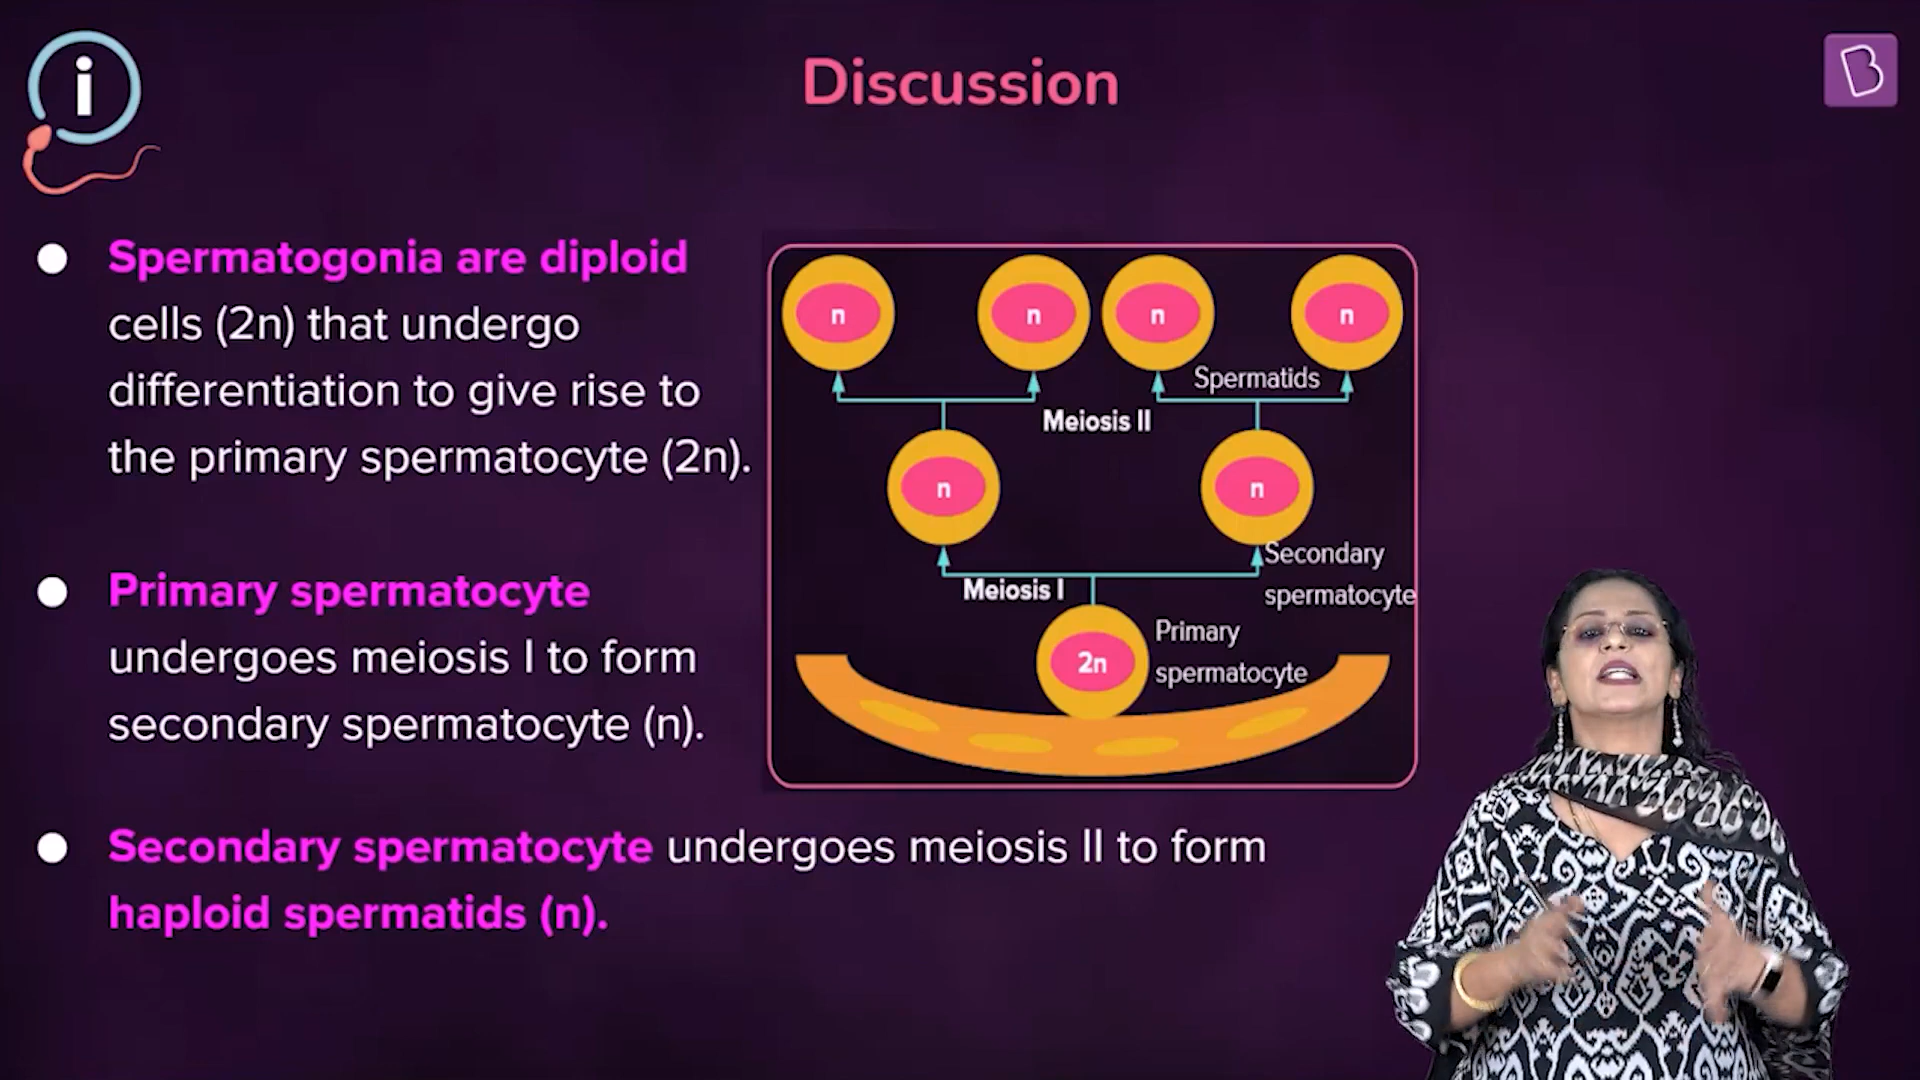 i
Discussion
B
Spermatogonia are diploid
cells (2n) that undergo
differentiation to give rise to
the primary spermatocyte (2n).
Primary spermatocyte
undergoes meiosis I to form
secondary spermatocyte (n).
Secondary spermatocyte undergoes meiosis II to form
haploid spermatids (n).
n n n n
Spermatids
Meiosis II
n n
Secondary
spermatocyte
Meiosis I
Primary
spermatocyte
2n